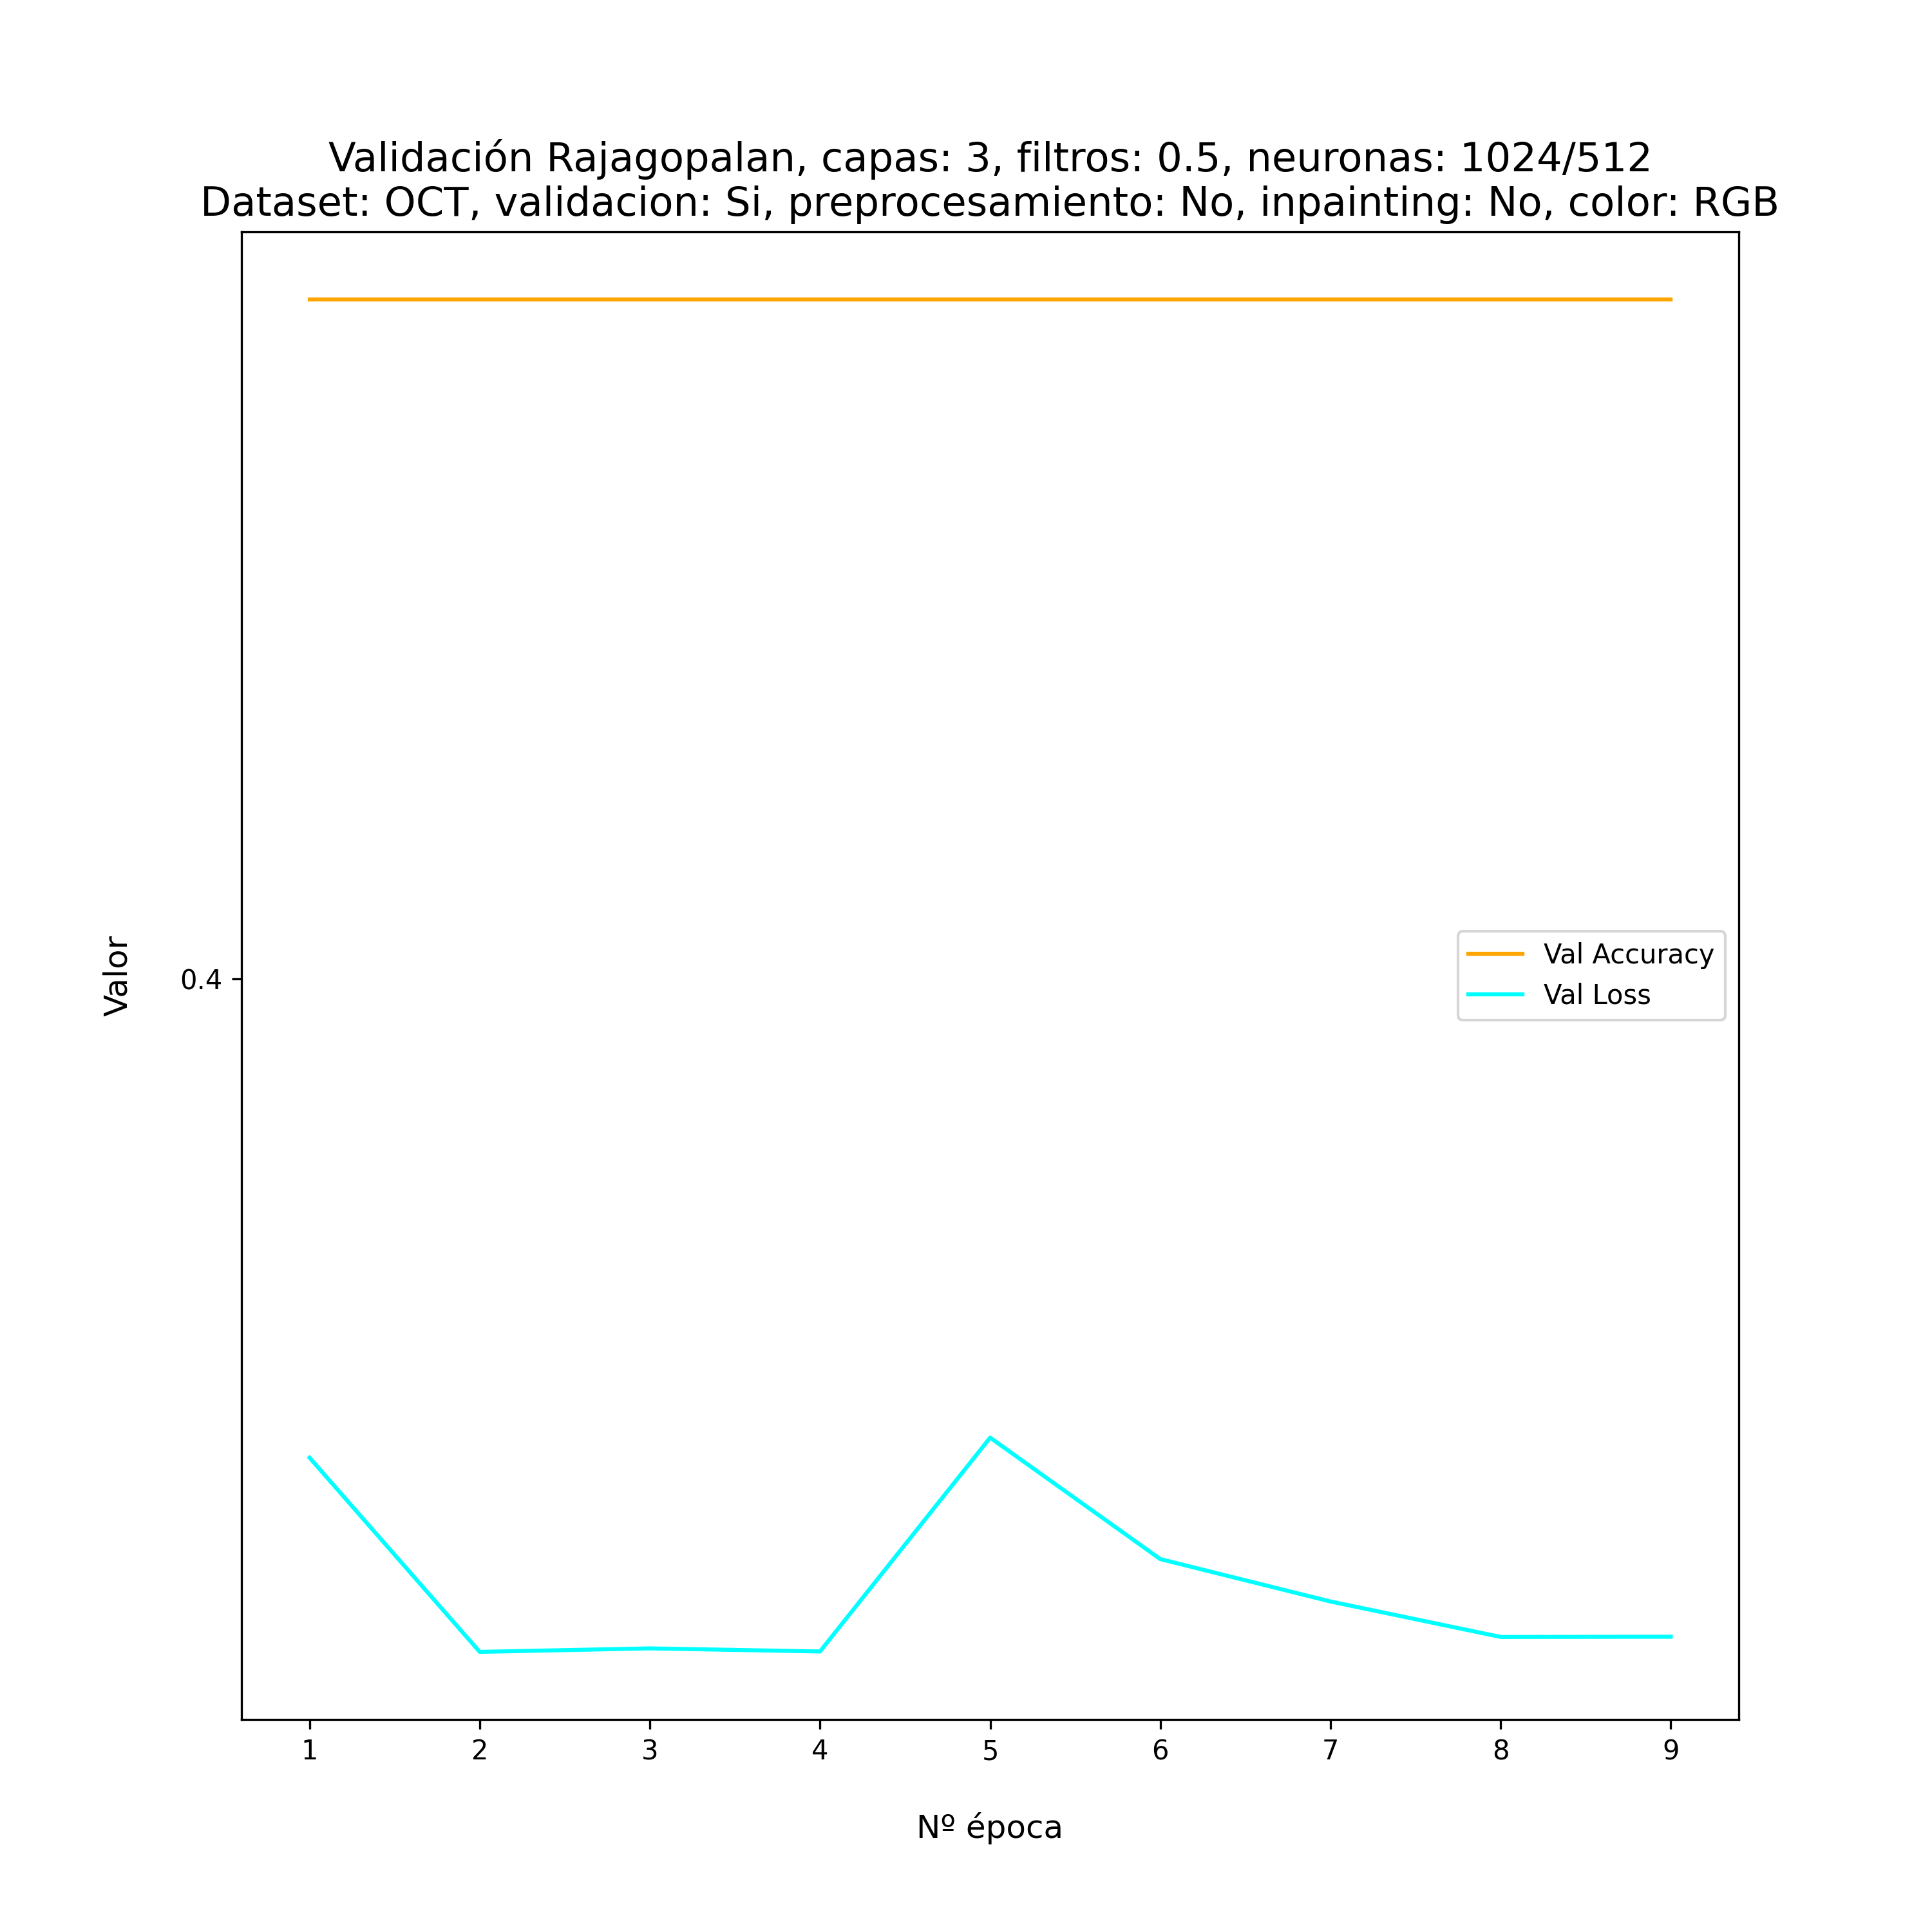 Validación Rajagopalan, capas: 3, filtros: 0.5, neuronas: 1024/512
Dataset: OCT, validacion: Si, preprocesamiento: No, inpainting: No, color: RGB
Valor
0.4
Val Accuracy
Val Loss
1 2 3 4 5 6 7 8 9
Nº época